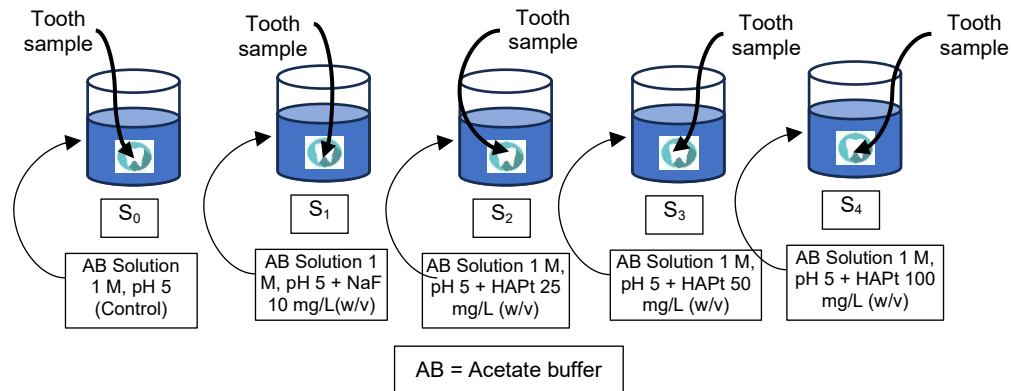 Tooth
sample
Tooth
sample
Tooth
sample
Tooth
sample
Tooth
sample
S₀
S₁
S₂
S₃
S₄
AB Solution
1 M, pH 5
(Control)
AB Solution 1
M, pH 5 + NaF
10 mg/L(w/v)
AB Solution 1 M,
pH 5 + HAPt 25
mg/L (w/v)
AB Solution 1 M,
pH 5 + HAPt 50
mg/L (w/v)
AB Solution 1 M,
pH 5 + HAPt 100
mg/L (w/v)
AB = Acetate buffer